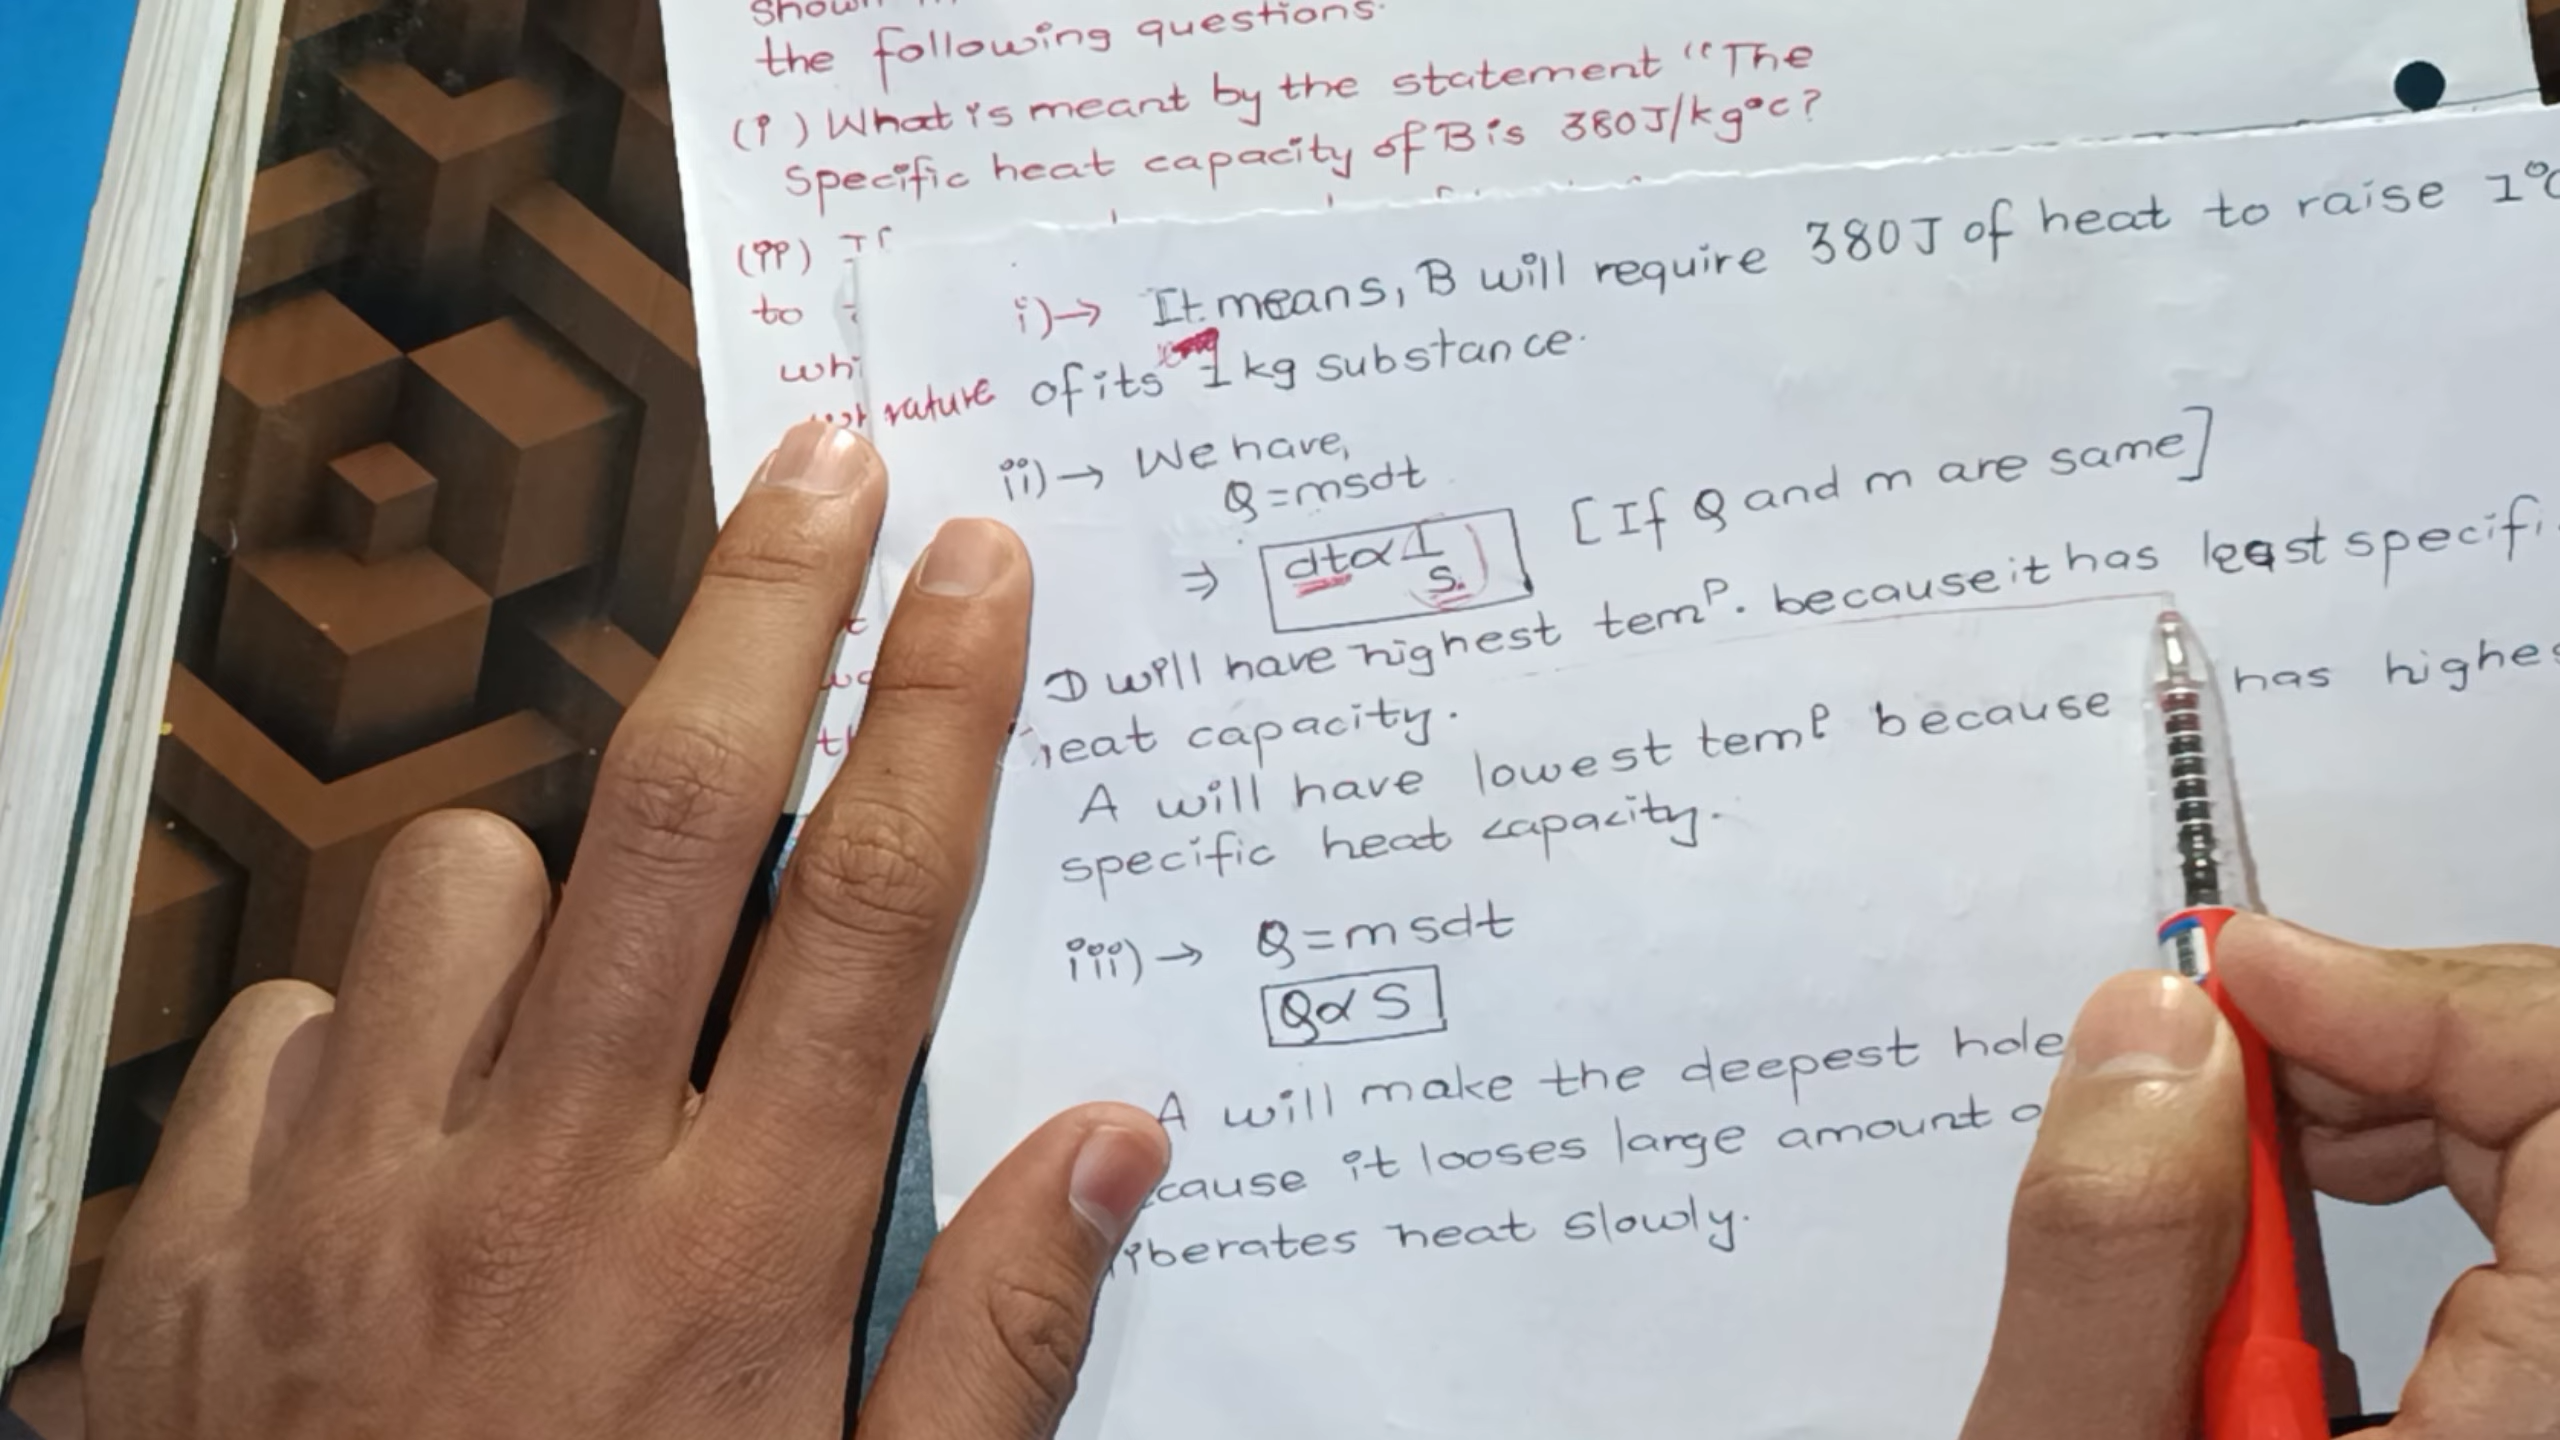 the following questions.
(i) What is meant by the statement "The
Specific heat capacity of B is 380J/kg°C?
(ii) If
to
i) → It means, B will require 380J of heat to raise 1°C
rature of its 1kg substance.
ii) → We have,
Q = msdt
⇒ dt∝1/s. [If Q and m are same]
D will have highest temp. because it has least specifi
heat capacity.
A will have lowest temp because has highes
specific heat capacity.
iii) → Q = msdt
Q∝S
A will make the deepest hole
cause it looses large amount o
iberates heat slowly.